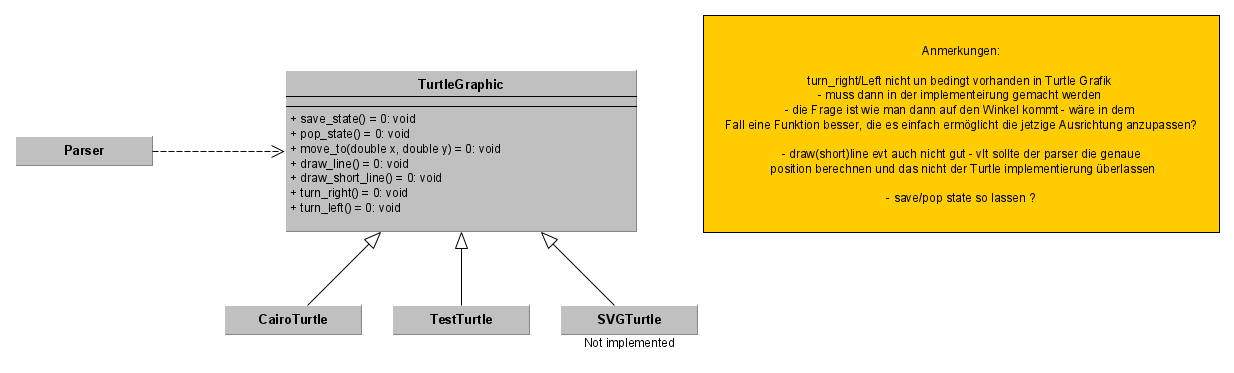 TurtleGraphic
+ save_state() = 0: void
+ pop_state() = 0: void
+ move_to(double x, double y) = 0: void
+ draw_line() = 0: void
+ draw_short_line() = 0: void
+ turn_right() = 0: void
+ turn_left() = 0: void
Parser
CairoTurtle
TestTurtle
SVGTurtle
Not implemented
Anmerkungen:
turn_right/Left nicht un bedingt vorhanden in Turtle Grafik
- muss dann in der implementeirung gemacht werden
- die Frage ist wie man dann auf den Winkel kommt - wäre in dem
Fall eine Funktion besser, die es einfach ermöglicht die jetzige Ausrichtung anzupassen?
- draw(short)line evt auch nicht gut - vlt sollte der parser die genaue
position berechnen und das nicht der Turtle implementierung überlassen
- save/pop state so lassen ?